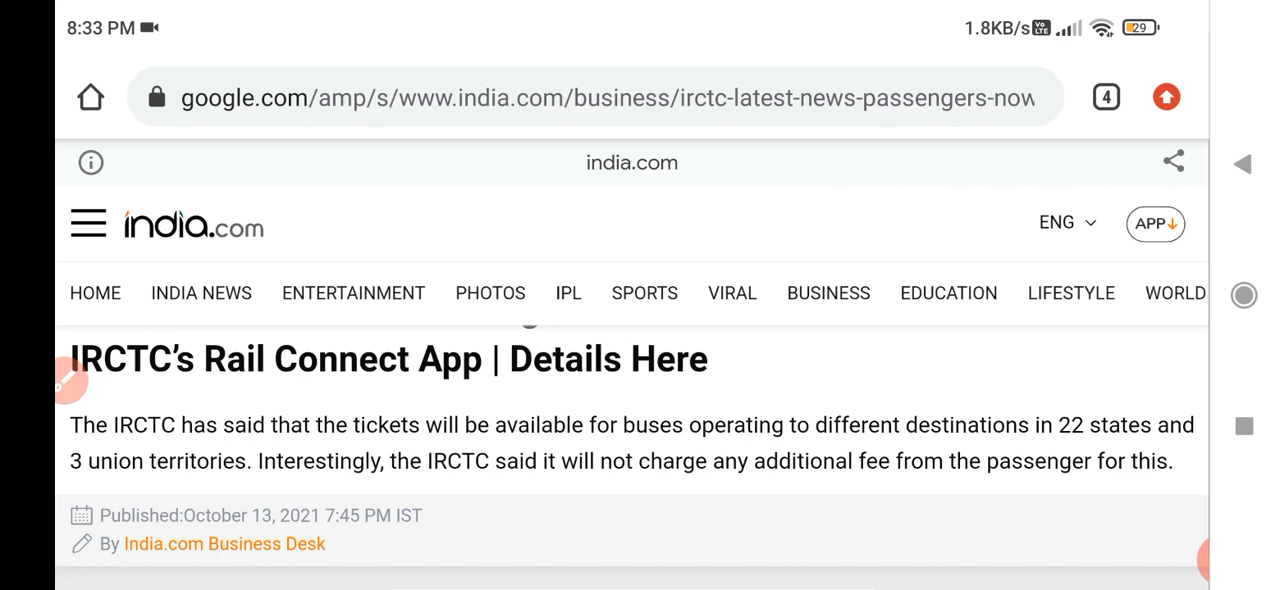 8:33 PM 1.8KB/s Vo LTE 29
google.com/amp/s/www.india.com/business/irctc-latest-news-passengers-now 4
india.com
india.com ENG APP
HOME INDIA NEWS ENTERTAINMENT PHOTOS IPL SPORTS VIRAL BUSINESS EDUCATION LIFESTYLE WORLD
IRCTC’s Rail Connect App | Details Here
The IRCTC has said that the tickets will be available for buses operating to different destinations in 22 states and
3 union territories. Interestingly, the IRCTC said it will not charge any additional fee from the passenger for this.
Published:October 13, 2021 7:45 PM IST
By India.com Business Desk